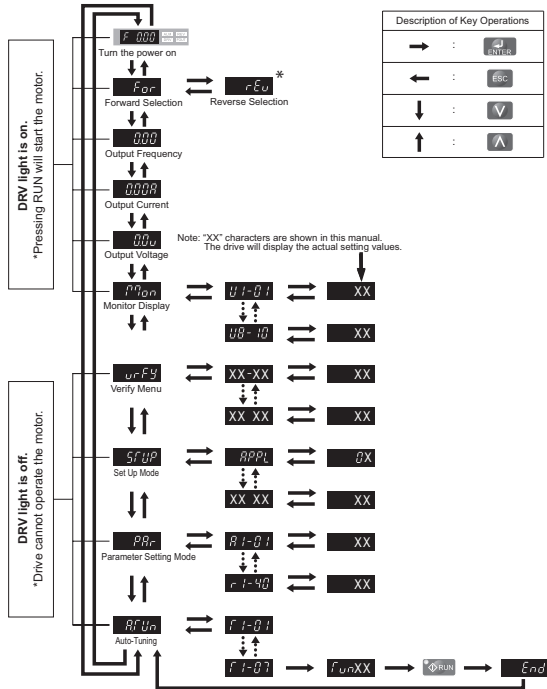 F 0.00
Turn the power on
For
Forward Selection
rEv
*
Reverse Selection
0.00
Output Frequency
0.00A
Output Current
0.0v
Output Voltage
Note: "XX" characters are shown in this manual.
The drive will display the actual setting values.
Mon
Monitor Display
U1-01
XX
U8-10
XX
vrFy
Verify Menu
XX-XX
XX
XX XX
XX
STUP
Set Up Mode
APPL
0X
XX XX
XX
PAr
Parameter Setting Mode
A1-01
XX
r1-40
XX
ATUn
Auto-Tuning
T1-01
T1-07
TunXX
RUN
End
DRV light is on.
*Pressing RUN will start the motor.
DRV light is off.
*Drive cannot operate the motor.
Description of Key Operations
→ : ENTER
← : ESC
↓ : V
↑ : Λ